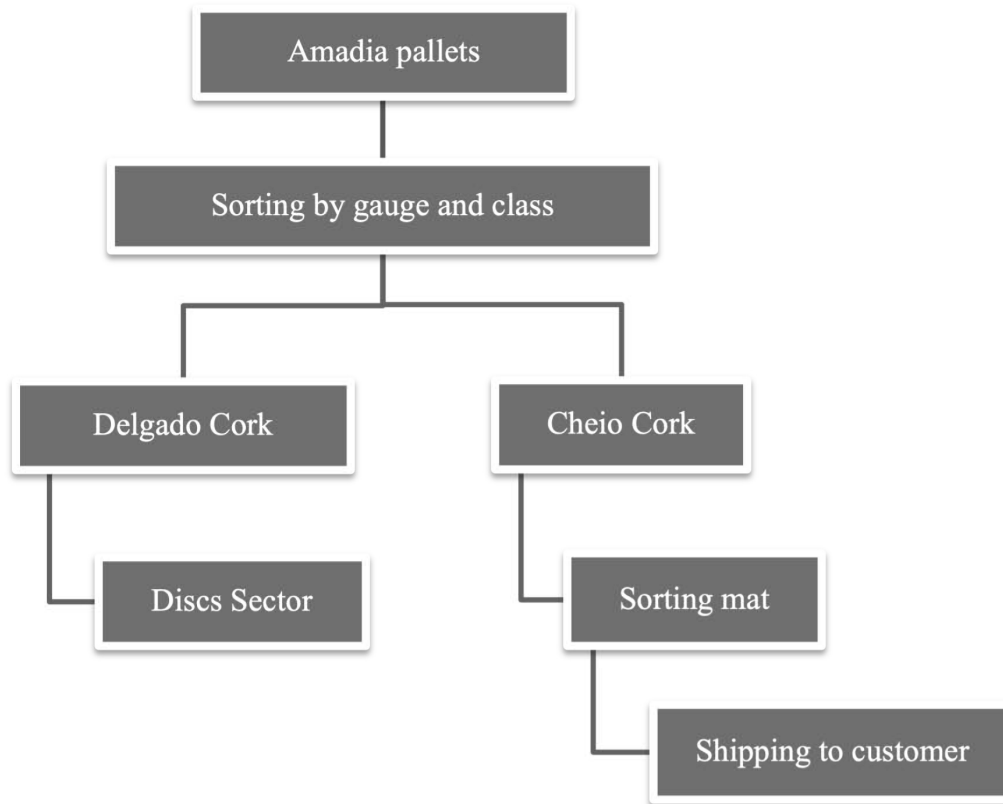 Amadia pallets
Sorting by gauge and class
Delgado Cork
Cheio Cork
Discs Sector
Sorting mat
Shipping to customer